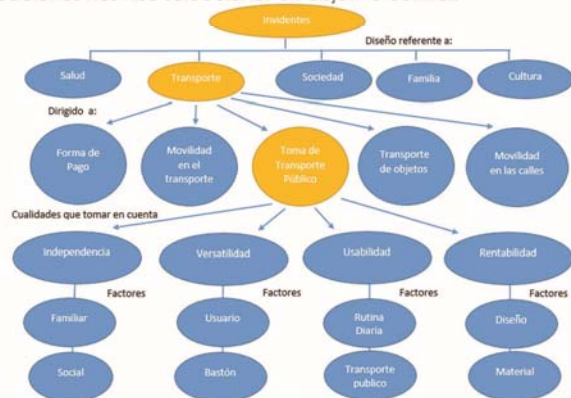 Invidentes
Diseño referente a:
Salud
Transporte
Sociedad
Familia
Cultura
Dirigido a:
Forma de
Pago
Movilidad
en el
transporte
Toma de
Transporte
Público
Transporte
de objetos
Movilidad
en las calles
Cualidades que tomar en cuenta
Independencia
Versatilidad
Usabilidad
Rentabilidad
Factores
Factores
Factores
Factores
Familiar
Usuario
Rutina
Diaria
Diseño
Social
Bastón
Transporte
publico
Material